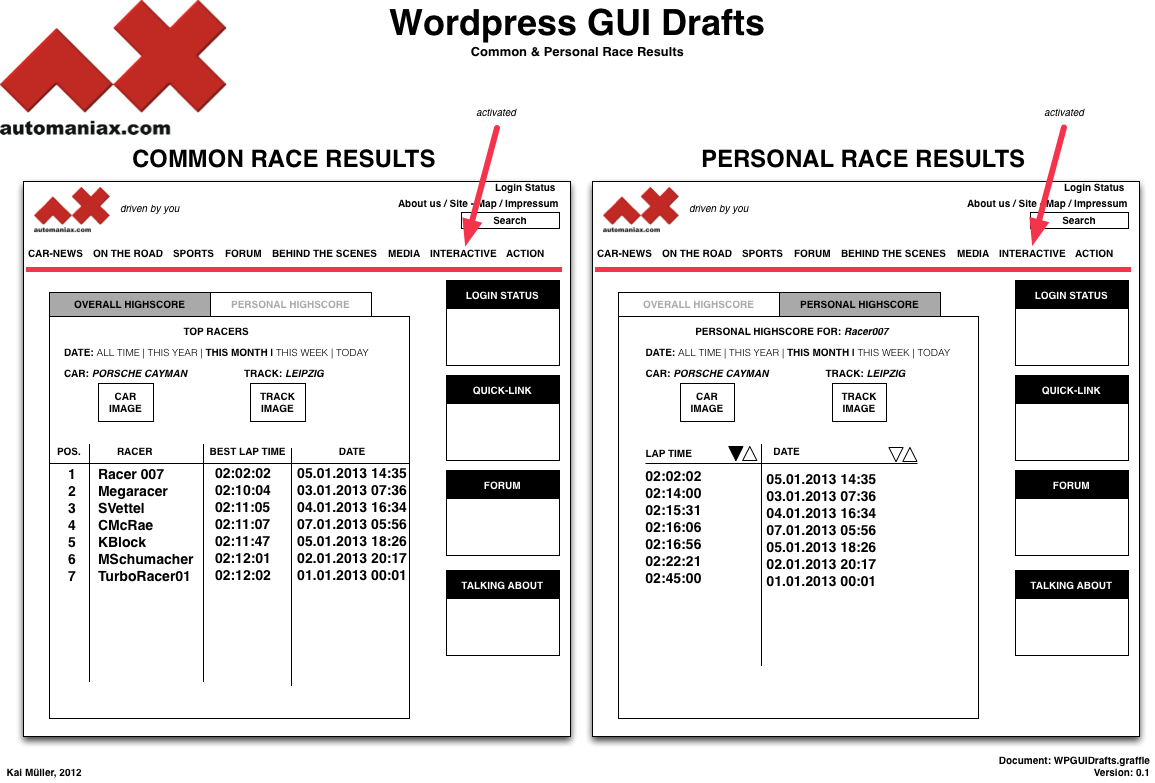 Wordpress GUI Drafts
Common & Personal Race Results
automaniax.com
activated
activated
COMMON RACE RESULTS
automaniax.com
driven by you
Login Status
About us / Site - Map / Impressum
Search
CAR-NEWS ON THE ROAD SPORTS FORUM BEHIND THE SCENES MEDIA INTERACTIVE ACTION
OVERALL HIGHSCORE PERSONAL HIGHSCORE
TOP RACERS
DATE: ALL TIME | THIS YEAR | THIS MONTH I THIS WEEK | TODAY
CAR: PORSCHE CAYMAN TRACK: LEIPZIG
CAR IMAGE TRACK IMAGE
POS. RACER BEST LAP TIME DATE
1 Racer 007 02:02:02 05.01.2013 14:35
2 Megaracer 02:10:04 03.01.2013 07:36
3 SVettel 02:11:05 04.01.2013 16:34
4 CMcRae 02:11:07 07.01.2013 05:56
5 KBlock 02:11:47 05.01.2013 18:26
6 MSchumacher 02:12:01 02.01.2013 20:17
7 TurboRacer01 02:12:02 01.01.2013 00:01
LOGIN STATUS
QUICK-LINK
FORUM
TALKING ABOUT
PERSONAL RACE RESULTS
automaniax.com
driven by you
Login Status
About us / Site - Map / Impressum
Search
CAR-NEWS ON THE ROAD SPORTS FORUM BEHIND THE SCENES MEDIA INTERACTIVE ACTION
OVERALL HIGHSCORE PERSONAL HIGHSCORE
PERSONAL HIGHSCORE FOR: Racer007
DATE: ALL TIME | THIS YEAR | THIS MONTH I THIS WEEK | TODAY
CAR: PORSCHE CAYMAN TRACK: LEIPZIG
CAR IMAGE TRACK IMAGE
LAP TIME DATE
02:02:02 05.01.2013 14:35
02:14:00 03.01.2013 07:36
02:15:31 04.01.2013 16:34
02:16:06 07.01.2013 05:56
02:16:56 05.01.2013 18:26
02:22:21 02.01.2013 20:17
02:45:00 01.01.2013 00:01
LOGIN STATUS
QUICK-LINK
FORUM
TALKING ABOUT
Kai Müller, 2012
Document: WPGUIDrafts.graffle
Version: 0.1